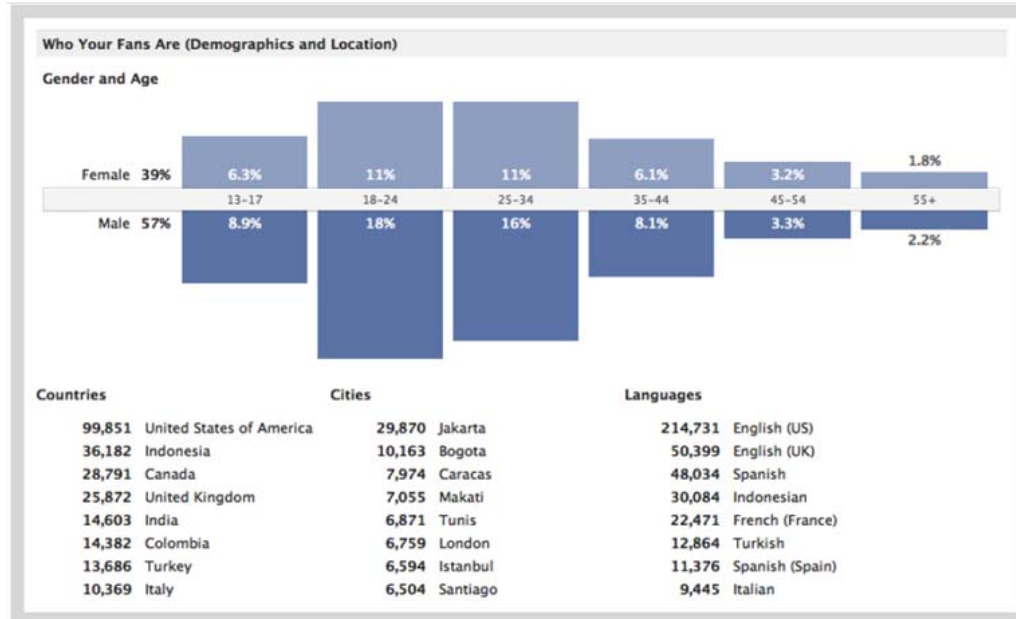 Who Your Fans Are (Demographics and Location)
Gender and Age
Female 39% 6.3% 11% 11% 6.1% 3.2% 1.8%
13-17 18-24 25-34 35-44 45-54 55+
Male 57% 8.9% 18% 16% 8.1% 3.3% 2.2%
Countries Cities Languages
99,851 United States of America 29,870 Jakarta 214,731 English (US)
36,182 Indonesia 10,163 Bogota 50,399 English (UK)
28,791 Canada 7,974 Caracas 48,034 Spanish
25,872 United Kingdom 7,055 Makati 30,084 Indonesian
14,603 India 6,871 Tunis 22,471 French (France)
14,382 Colombia 6,759 London 12,864 Turkish
13,686 Turkey 6,594 Istanbul 11,376 Spanish (Spain)
10,369 Italy 6,504 Santiago 9,445 Italian